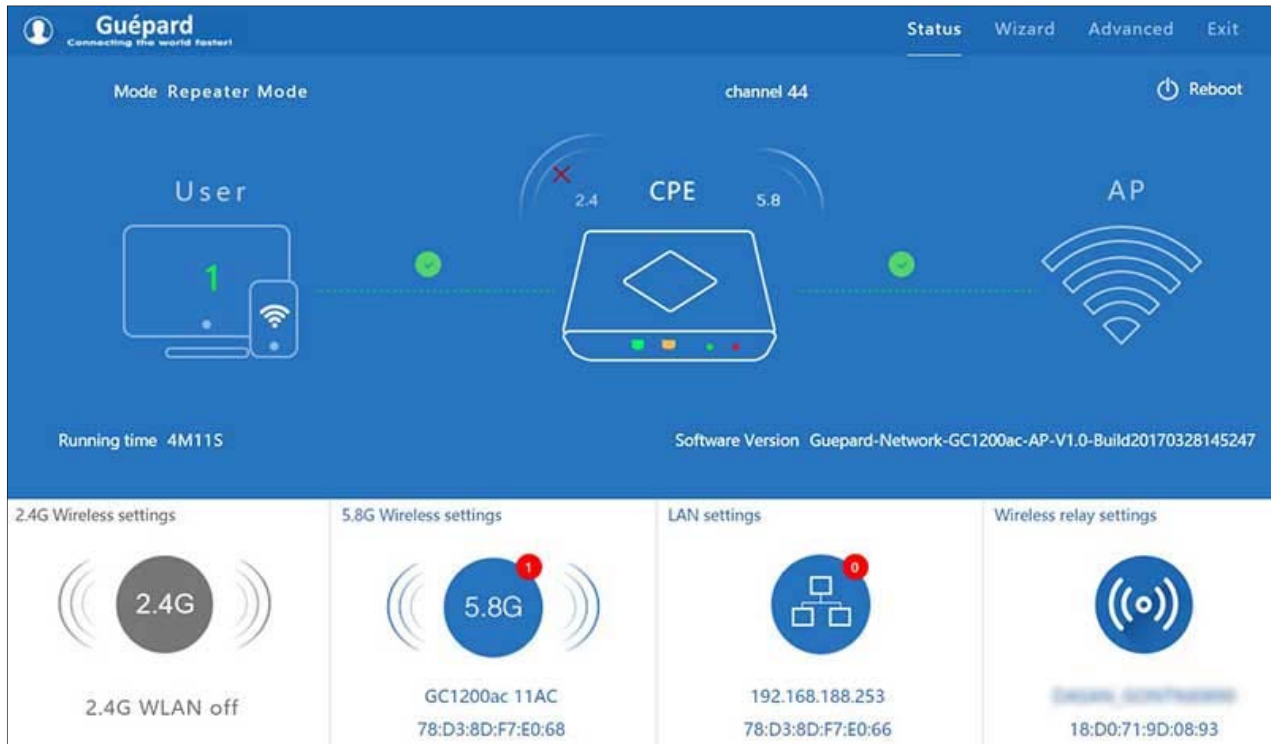 Guépard
Connecting the world faster!
Status Wizard Advanced Exit
Mode Repeater Mode
channel 44
Reboot
User
2.4
CPE
5.8
AP
1
Running time 4M11S
Software Version Guepard-Network-GC1200ac-AP-V1.0-Build20170328145247
2.4G Wireless settings
5.8G Wireless settings
LAN settings
Wireless relay settings
2.4G
5.8G
1
0
2.4G WLAN off
GC1200ac 11AC
192.168.188.253
78:D3:8D:F7:E0:68
78:D3:8D:F7:E0:66
18:D0:71:9D:08:93